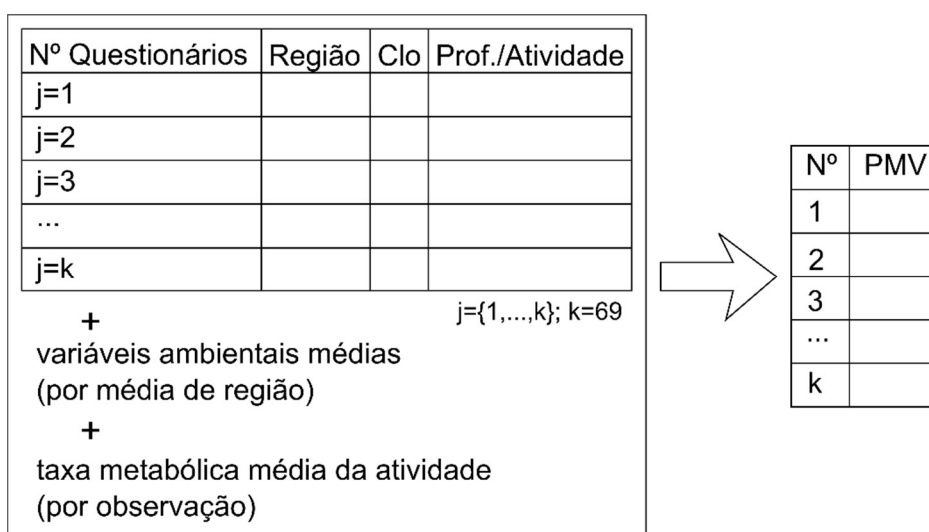 Nº Questionários Região Clo Prof./Atividade
j=1
j=2
j=3
...
j=k
j={1,...,k}; k=69
+
variáveis ambientais médias
(por média de região)
+
taxa metabólica média da atividade
(por observação)
Nº PMV
1
2
3
...
k